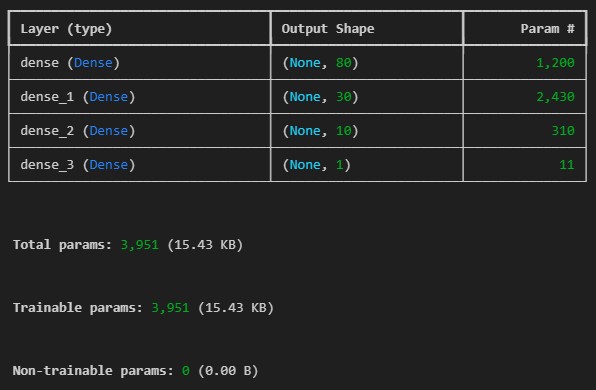 Layer (type) Output Shape Param #
dense (Dense) (None, 80) 1,200
dense_1 (Dense) (None, 30) 2,430
dense_2 (Dense) (None, 10) 310
dense_3 (Dense) (None, 1) 11
Total params: 3,951 (15.43 KB)
Trainable params: 3,951 (15.43 KB)
Non-trainable params: 0 (0.00 B)